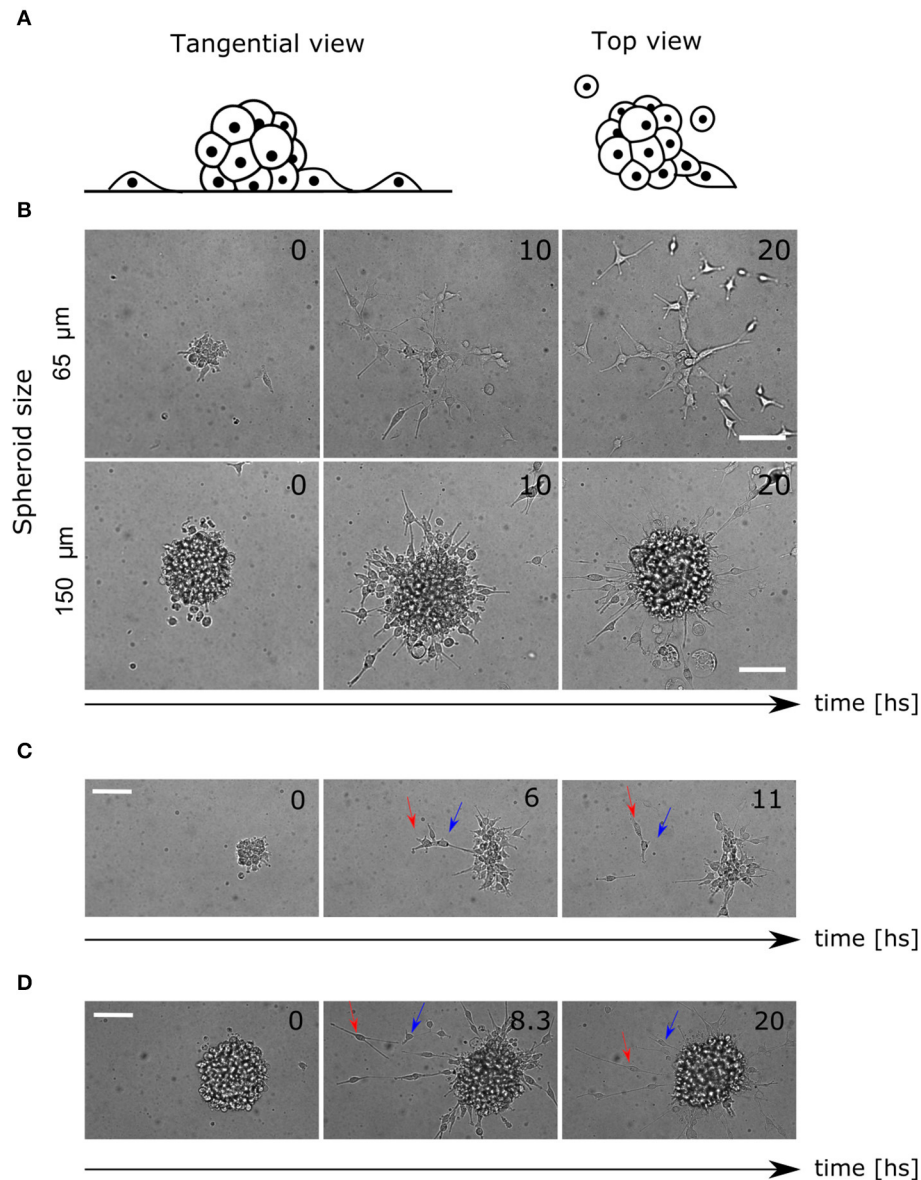 A
Tangential view
Top view
B
Spheroid size
65 μm
0
10
20
150 μm
0
10
20
time [hs]
C
0
6
11
time [hs]
D
0
8.3
20
time [hs]